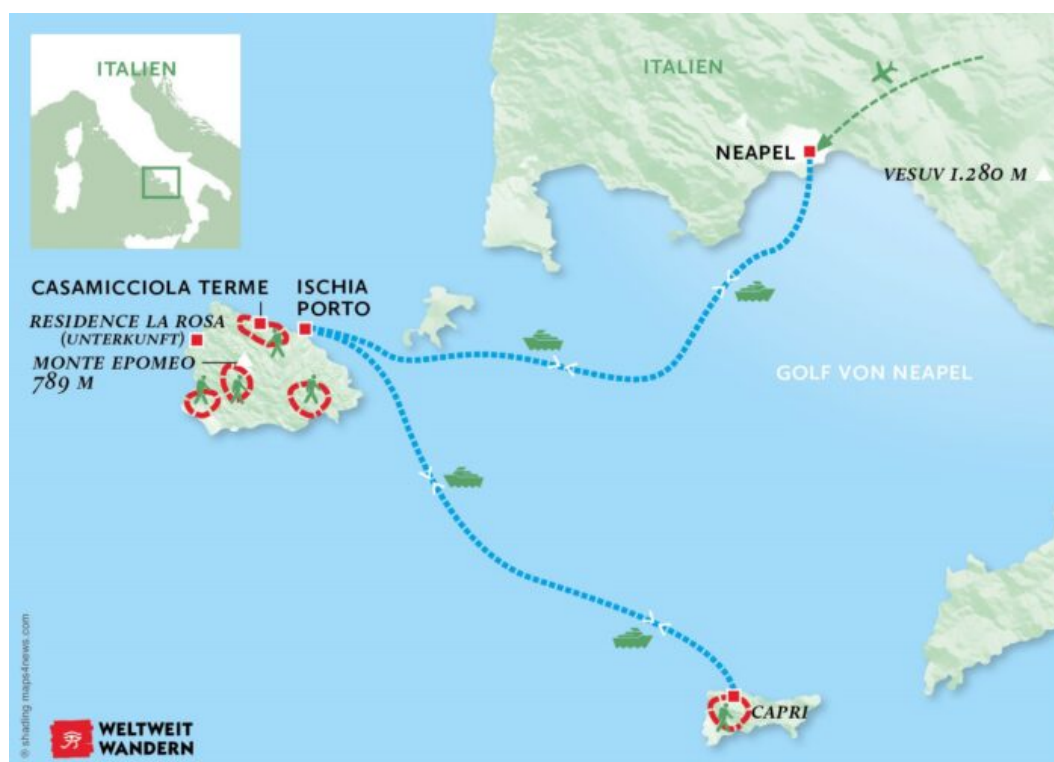 ITALIEN
ITALIEN
NEAPEL
VESUV 1.280 M
CASAMICCIOLA TERME
ISCHIA
PORTO
RESIDENCE LA ROSA
(UNTERKUNFT)
MONTE EPOMEO
789 M
GOLF VON NEAPEL
CAPRI
® shading maps4news.com
WELTWEIT
WANDERN